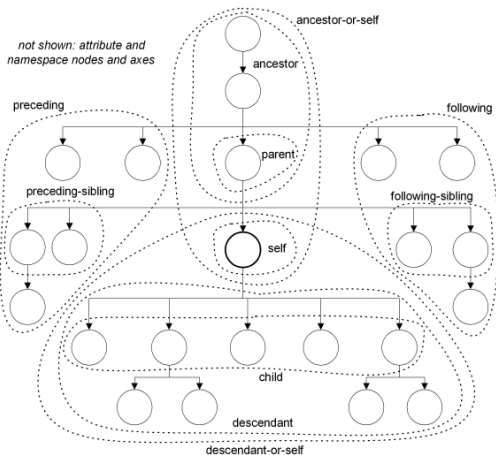 ancestor-or-self
not shown: attribute and
namespace nodes and axes
ancestor
preceding
following
parent
preceding-sibling
following-sibling
self
child
descendant
descendant-or-self